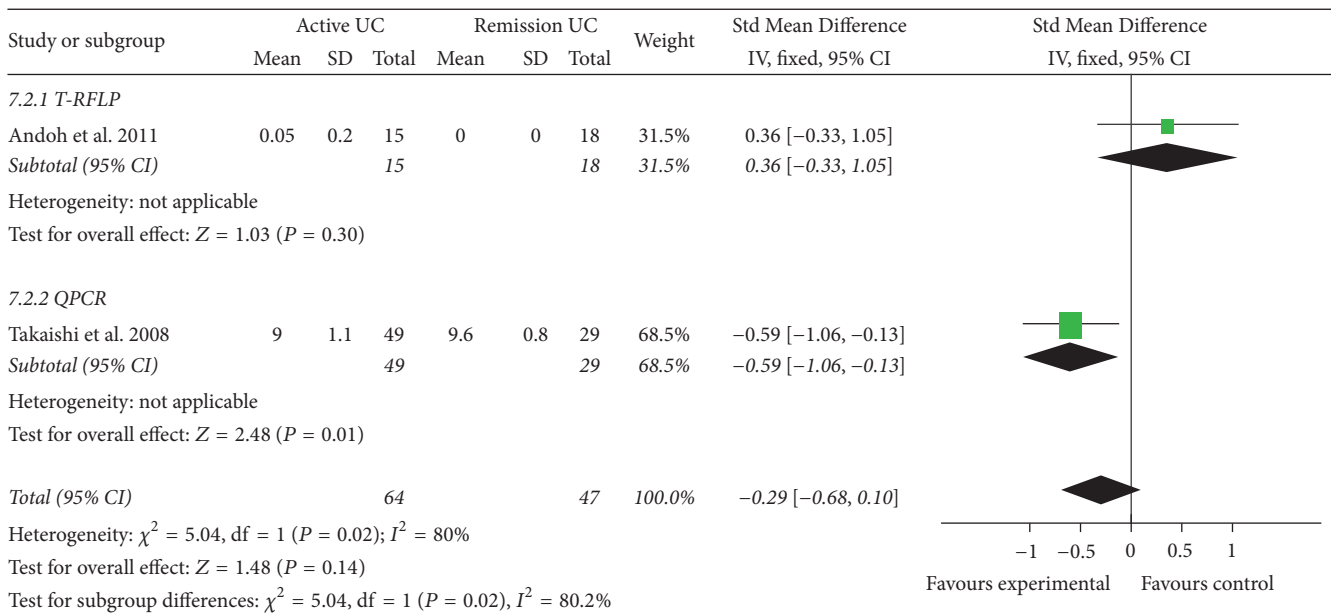 Study or subgroup Active UC Remission UC Weight Std Mean Difference Std Mean Difference
Mean SD Total Mean SD Total IV, fixed, 95% CI IV, fixed, 95% CI
7.2.1 T-RFLP
Andoh et al. 2011 0.05 0.2 15 0 0 18 31.5% 0.36 [−0.33, 1.05]
Subtotal (95% CI) 15 18 31.5% 0.36 [−0.33, 1.05]
Heterogeneity: not applicable
Test for overall effect: Z = 1.03 (P = 0.30)
7.2.2 QPCR
Takaishi et al. 2008 9 1.1 49 9.6 0.8 29 68.5% −0.59 [−1.06, −0.13]
Subtotal (95% CI) 49 29 68.5% −0.59 [−1.06, −0.13]
Heterogeneity: not applicable
Test for overall effect: Z = 2.48 (P = 0.01)
Total (95% CI) 64 47 100.0% −0.29 [−0.68, 0.10]
Heterogeneity: χ² = 5.04, df = 1 (P = 0.02); I² = 80%
Test for overall effect: Z = 1.48 (P = 0.14)
Test for subgroup differences: χ² = 5.04, df = 1 (P = 0.02), I² = 80.2%
−1 −0.5 0 0.5 1
Favours experimental Favours control